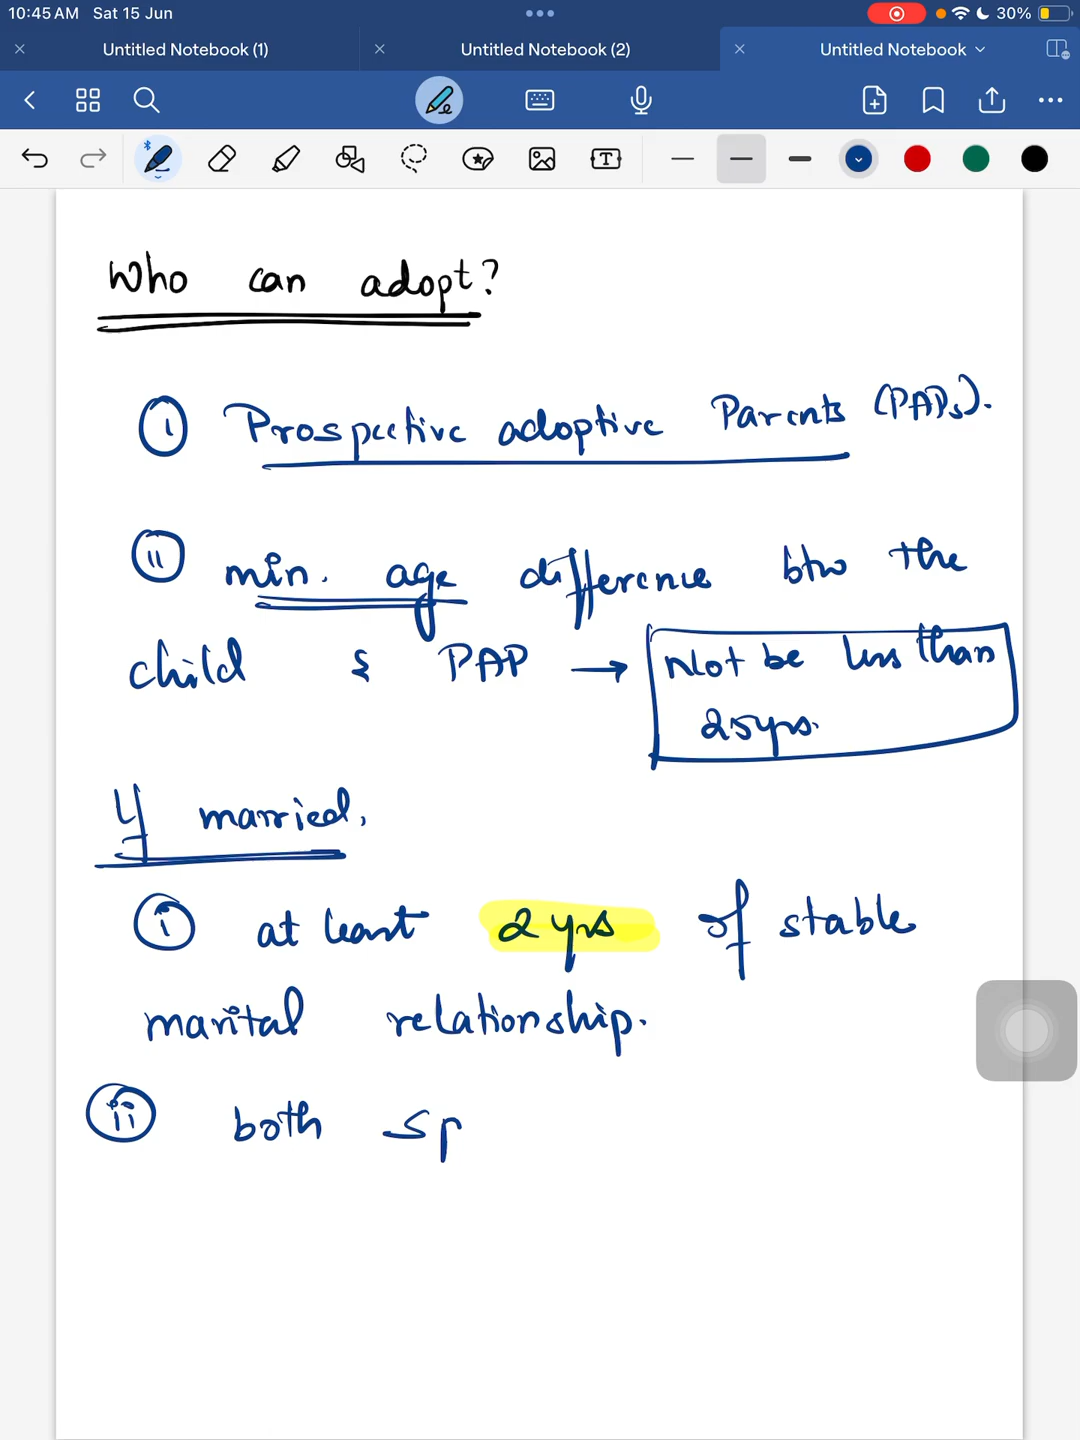 10:45 AM Sat 15 Jun 30%
Untitled Notebook (1) Untitled Notebook (2) Untitled Notebook
Who can adopt?
(i) Prospective adoptive Parents (PAPs).
(ii) min. age difference btw the
child & PAP → Not be less than
25yrs.
If married,
(i) at least 2 yrs of stable
marital relationship.
(ii) both sp